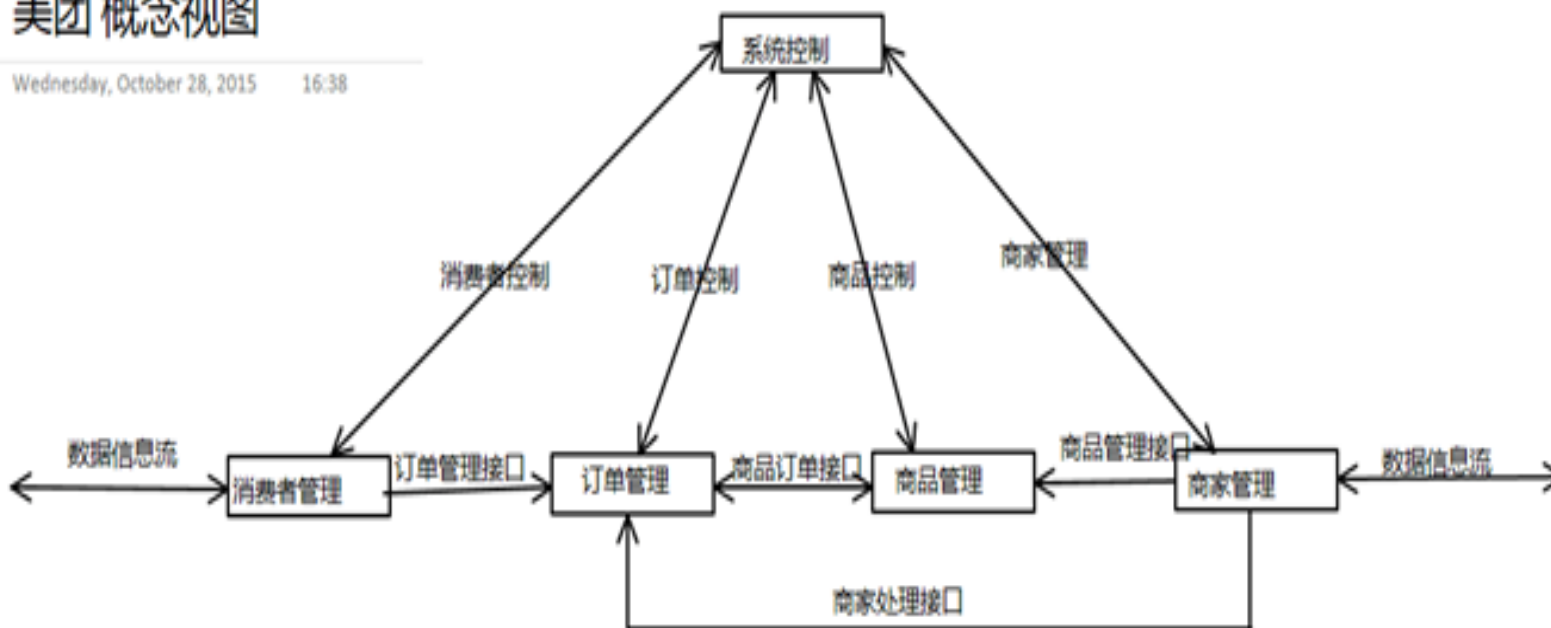 美团 概念视图
Wednesday, October 28, 2015 16:38
系统控制
消费者控制
订单控制
商品控制
商家管理
数据信息流
消费者管理
订单管理接口
订单管理
商品订单接口
商品管理
商品管理接口
商家管理
数据信息流
商家处理接口